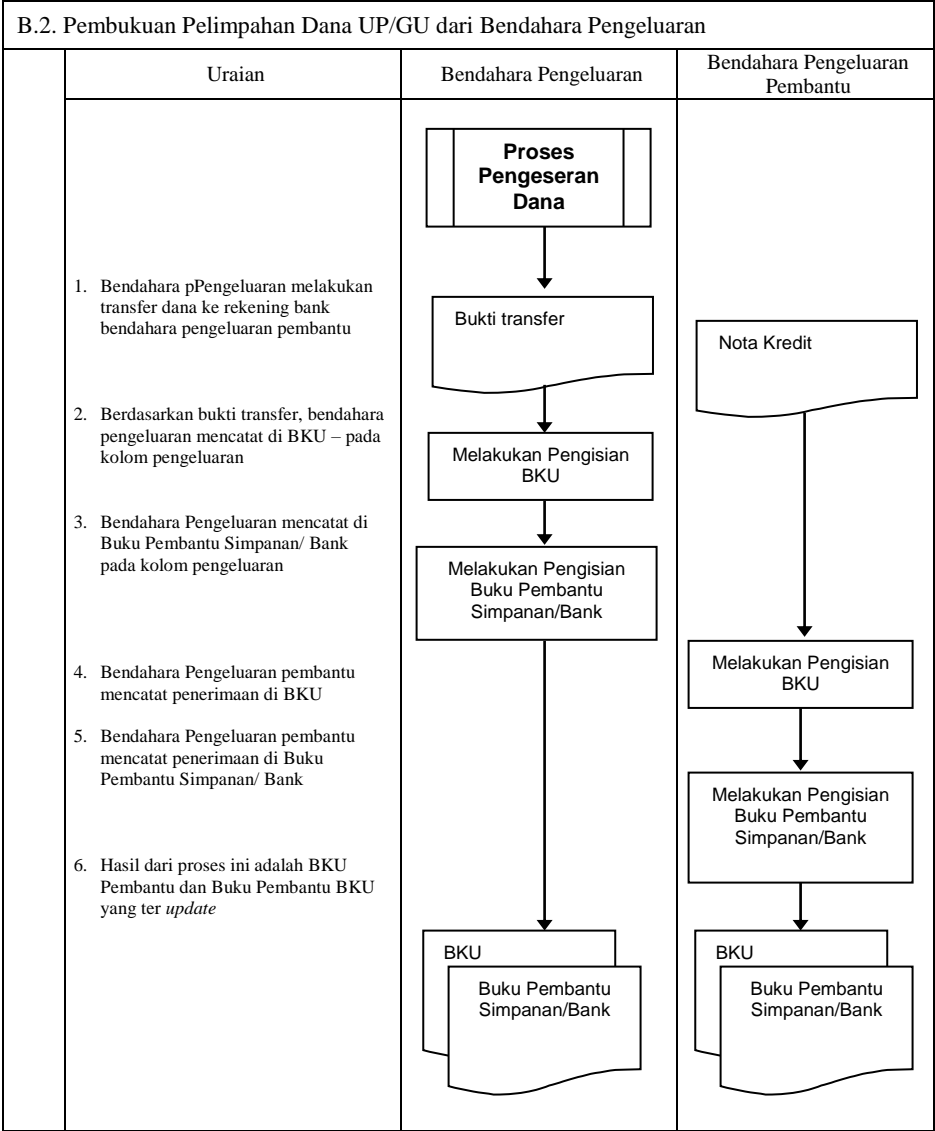 B.2. Pembukuan Pelimpahan Dana UP/GU dari Bendahara Pengeluaran
Uraian
Bendahara Pengeluaran
Bendahara Pengeluaran
Pembantu
1. Bendahara pPengeluaran melakukan
transfer dana ke rekening bank
bendahara pengeluaran pembantu
2. Berdasarkan bukti transfer, bendahara
pengeluaran mencatat di BKU – pada
kolom pengeluaran
3. Bendahara Pengeluaran mencatat di
Buku Pembantu Simpanan/ Bank
pada kolom pengeluaran
4. Bendahara Pengeluaran pembantu
mencatat penerimaan di BKU
5. Bendahara Pengeluaran pembantu
mencatat penerimaan di Buku
Pembantu Simpanan/ Bank
6. Hasil dari proses ini adalah BKU
Pembantu dan Buku Pembantu BKU
yang ter update
Proses
Pengeseran
Dana
Bukti transfer
Melakukan Pengisian
BKU
Melakukan Pengisian
Buku Pembantu
Simpanan/Bank
BKU
Buku Pembantu
Simpanan/Bank
Nota Kredit
Melakukan Pengisian
BKU
Melakukan Pengisian
Buku Pembantu
Simpanan/Bank
BKU
Buku Pembantu
Simpanan/Bank